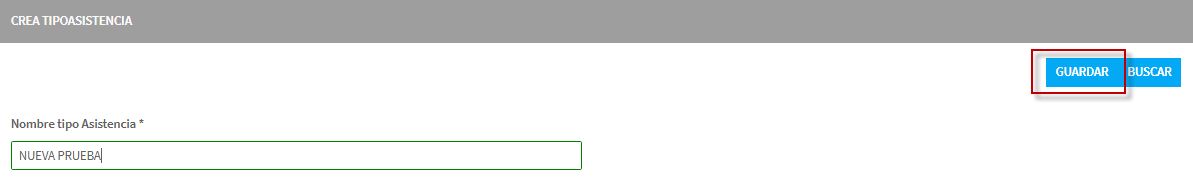 CREA TIPOASISTENCIA
GUARDAR BUSCAR
Nombre tipo Asistencia *
NUEVA PRUEBA